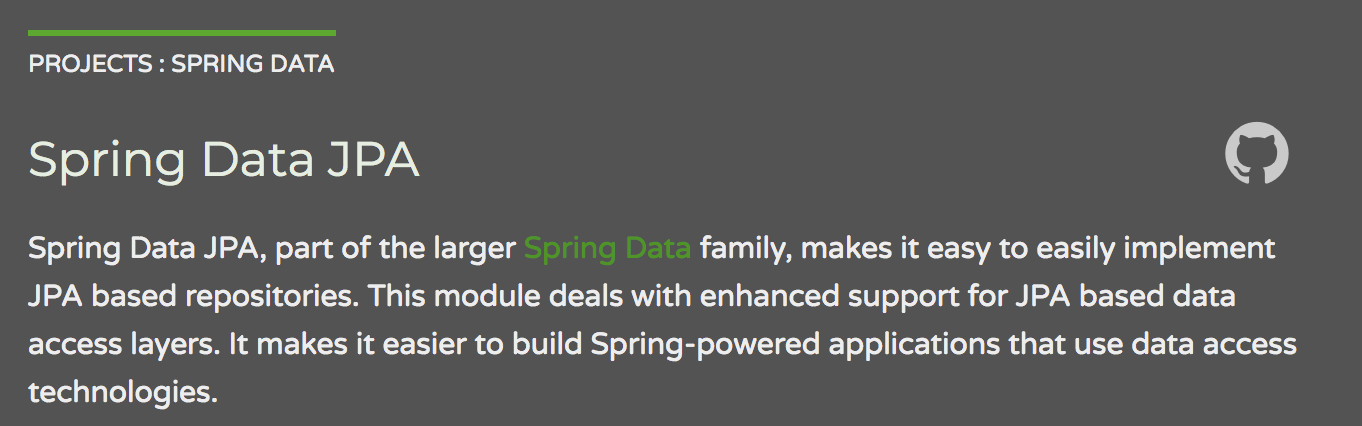 PROJECTS : SPRING DATA
Spring Data JPA
Spring Data JPA, part of the larger Spring Data family, makes it easy to easily implement
JPA based repositories. This module deals with enhanced support for JPA based data
access layers. It makes it easier to build Spring-powered applications that use data access
technologies.